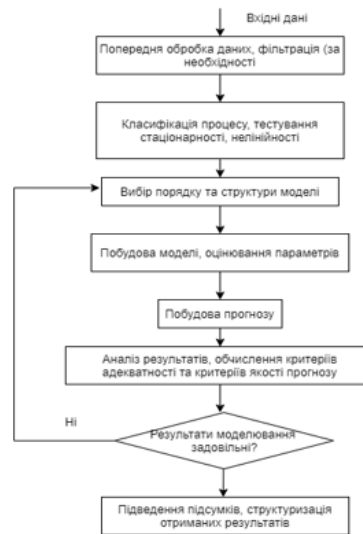 Вхідні дані
Попередня обробка даних, фільтрація (за
необхідності
Класифікація процесу, тестування
стаціонарності, нелінійності
Вибір порядку та структури моделі
Побудова моделі, оцінювання параметрів
Побудова прогнозу
Аналіз результатів, обчислення критеріїв
адекватності та критеріїв якості прогнозу
Ні
Результати моделювання
задовільні?
Підведення підсумків, структуризація
отриманих результатів